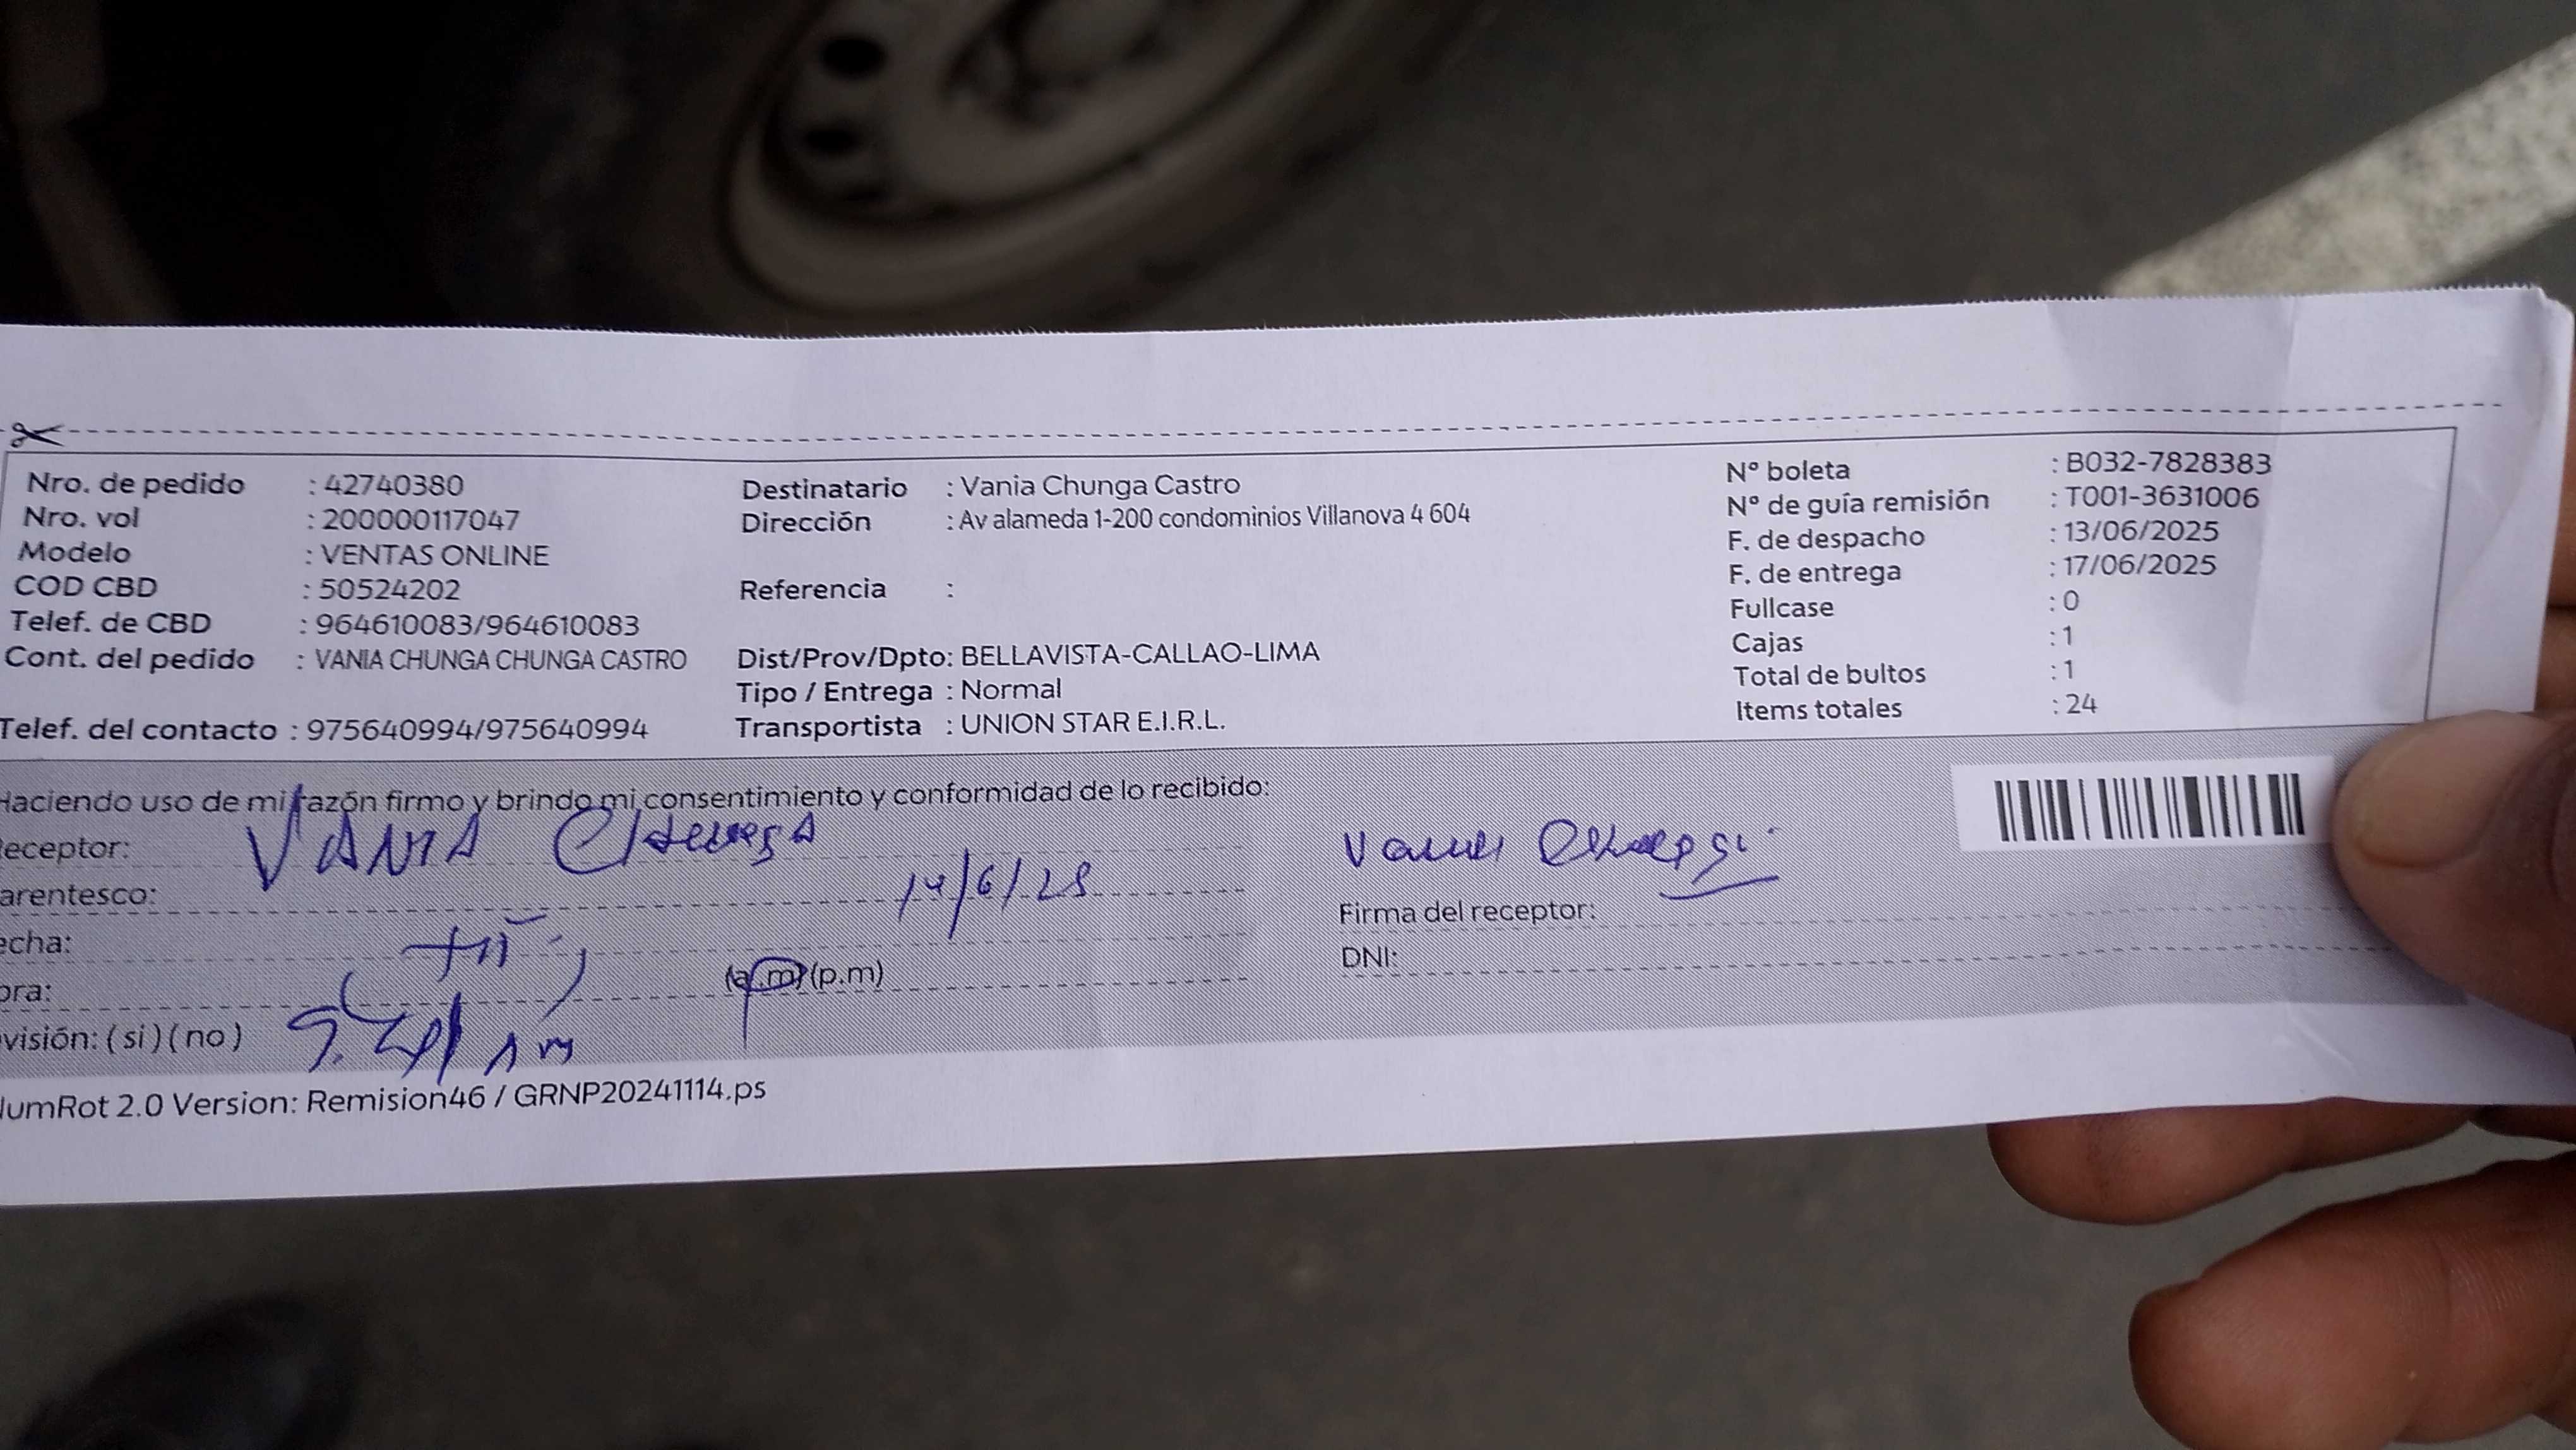 Nro. de pedido : 42740380
Nro. vol : 200000117047
Modelo : VENTAS ONLINE
COD CBD : 50524202
Telef. de CBD : 964610083/964610083
Cont. del pedido : VANIA CHUNGA CHUNGA CASTRO
Telef. del contacto : 975640994/975640994
Destinatario : Vania Chunga Castro
Dirección : Av alameda 1-200 condominios Villanova 4 604
Referencia :
Dist/Prov/Dpto: BELLAVISTA-CALLAO-LIMA
Tipo / Entrega : Normal
Transportista : UNION STAR E.I.R.L.
Nº boleta : B032-7828383
Nº de guía remisión : T001-3631006
F. de despacho : 13/06/2025
F. de entrega : 17/06/2025
Fullcase : 0
Cajas : 1
Total de bultos : 1
Items totales : 24
Haciendo uso de mi razón firmo y brindo mi consentimiento y conformidad de lo recibido:
eceptor: VANIA Chunga
arentesco:
echa:
ora: (a.m) (p.m)
visión: ( si ) ( no )
Firma del receptor:
DNI:
umRot 2.0 Version: Remision46 / GRNP20241114.ps